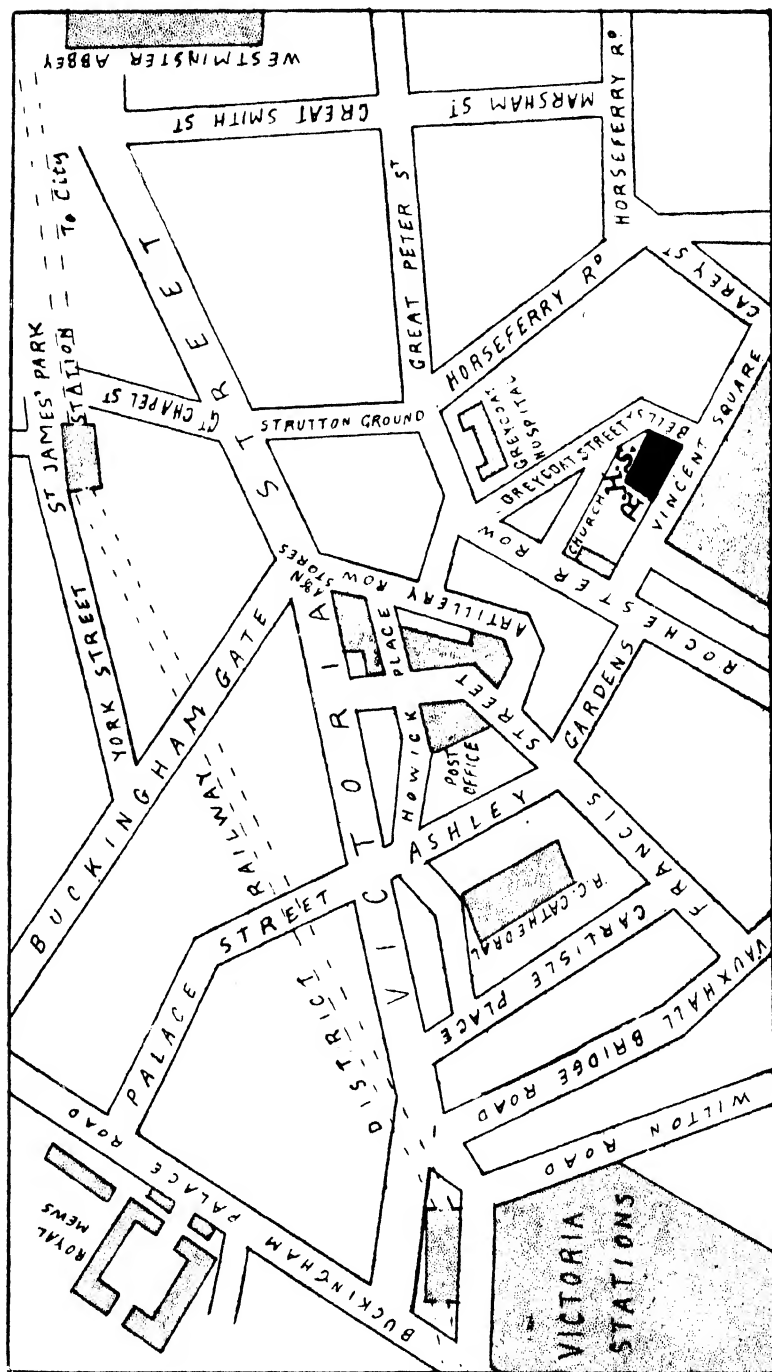 WESTMINSTER ABBEY
GREAT SMITH ST
MARSHAM ST.
HORSEFERRY RD
To City
ST JAMES' PARK
STATION
GT CHAPEL ST
GREAT PETER ST
HORSEFERRY RD
CAREY ST
STRUTTON GROUND
GREYCOAT
HOSPITAL
GREYCOAT STREET
BELL ST
R.H.S.
CHURCH
VINCENT SQUARE
YORK STREET
BUCKINGHAM GATE
A&N
STORES
ARTILLERY ROW
ROCHESTER ROW
ROCHESTER
VICTORIA STREET
HOWICK PLACE
POST
OFFICE
ASHLEY GARDENS
FRANCIS STREET
DISTRICT RAILWAY
PALACE STREET
R.C. CATHEDRAL
CARLISLE PLACE
VAUXHALL BRIDGE ROAD
WILTON ROAD
BUCKINGHAM PALACE ROAD
ROYAL
MEWS
VICTORIA
STATIONS